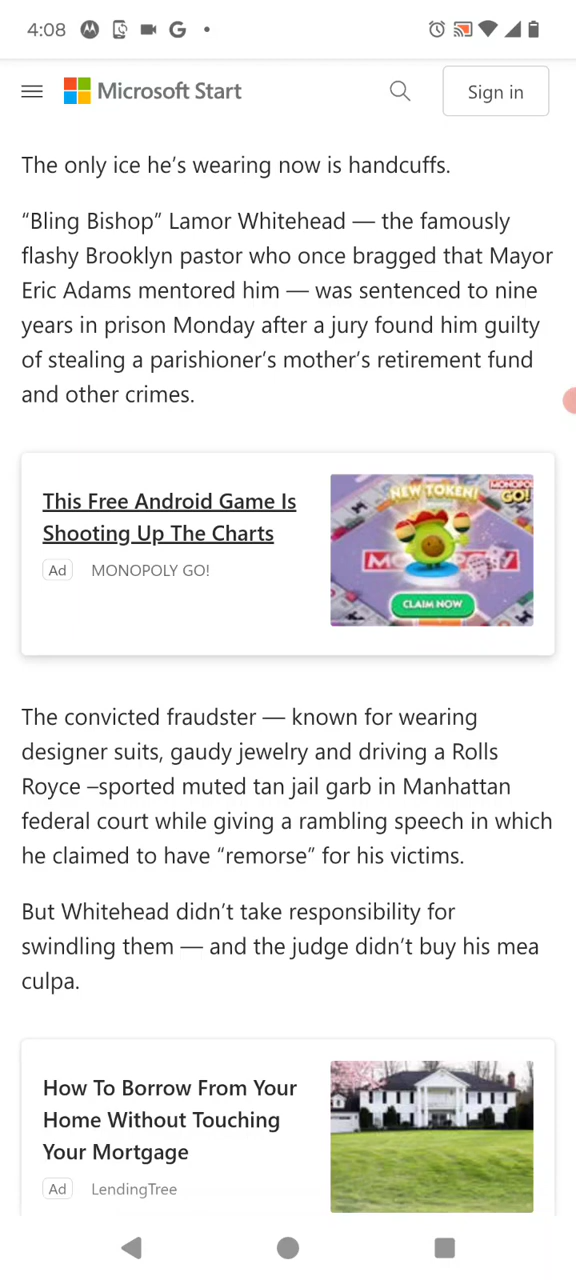 4:08
Microsoft Start
Sign in
The only ice he’s wearing now is handcuffs.
“Bling Bishop” Lamor Whitehead — the famously
flashy Brooklyn pastor who once bragged that Mayor
Eric Adams mentored him — was sentenced to nine
years in prison Monday after a jury found him guilty
of stealing a parishioner’s mother’s retirement fund
and other crimes.
This Free Android Game Is
Shooting Up The Charts
Ad MONOPOLY GO!
NEW TOKEN!
GO!
CLAIM NOW
The convicted fraudster — known for wearing
designer suits, gaudy jewelry and driving a Rolls
Royce –sported muted tan jail garb in Manhattan
federal court while giving a rambling speech in which
he claimed to have “remorse” for his victims.
But Whitehead didn’t take responsibility for
swindling them — and the judge didn’t buy his mea
culpa.
How To Borrow From Your
Home Without Touching
Your Mortgage
Ad LendingTree